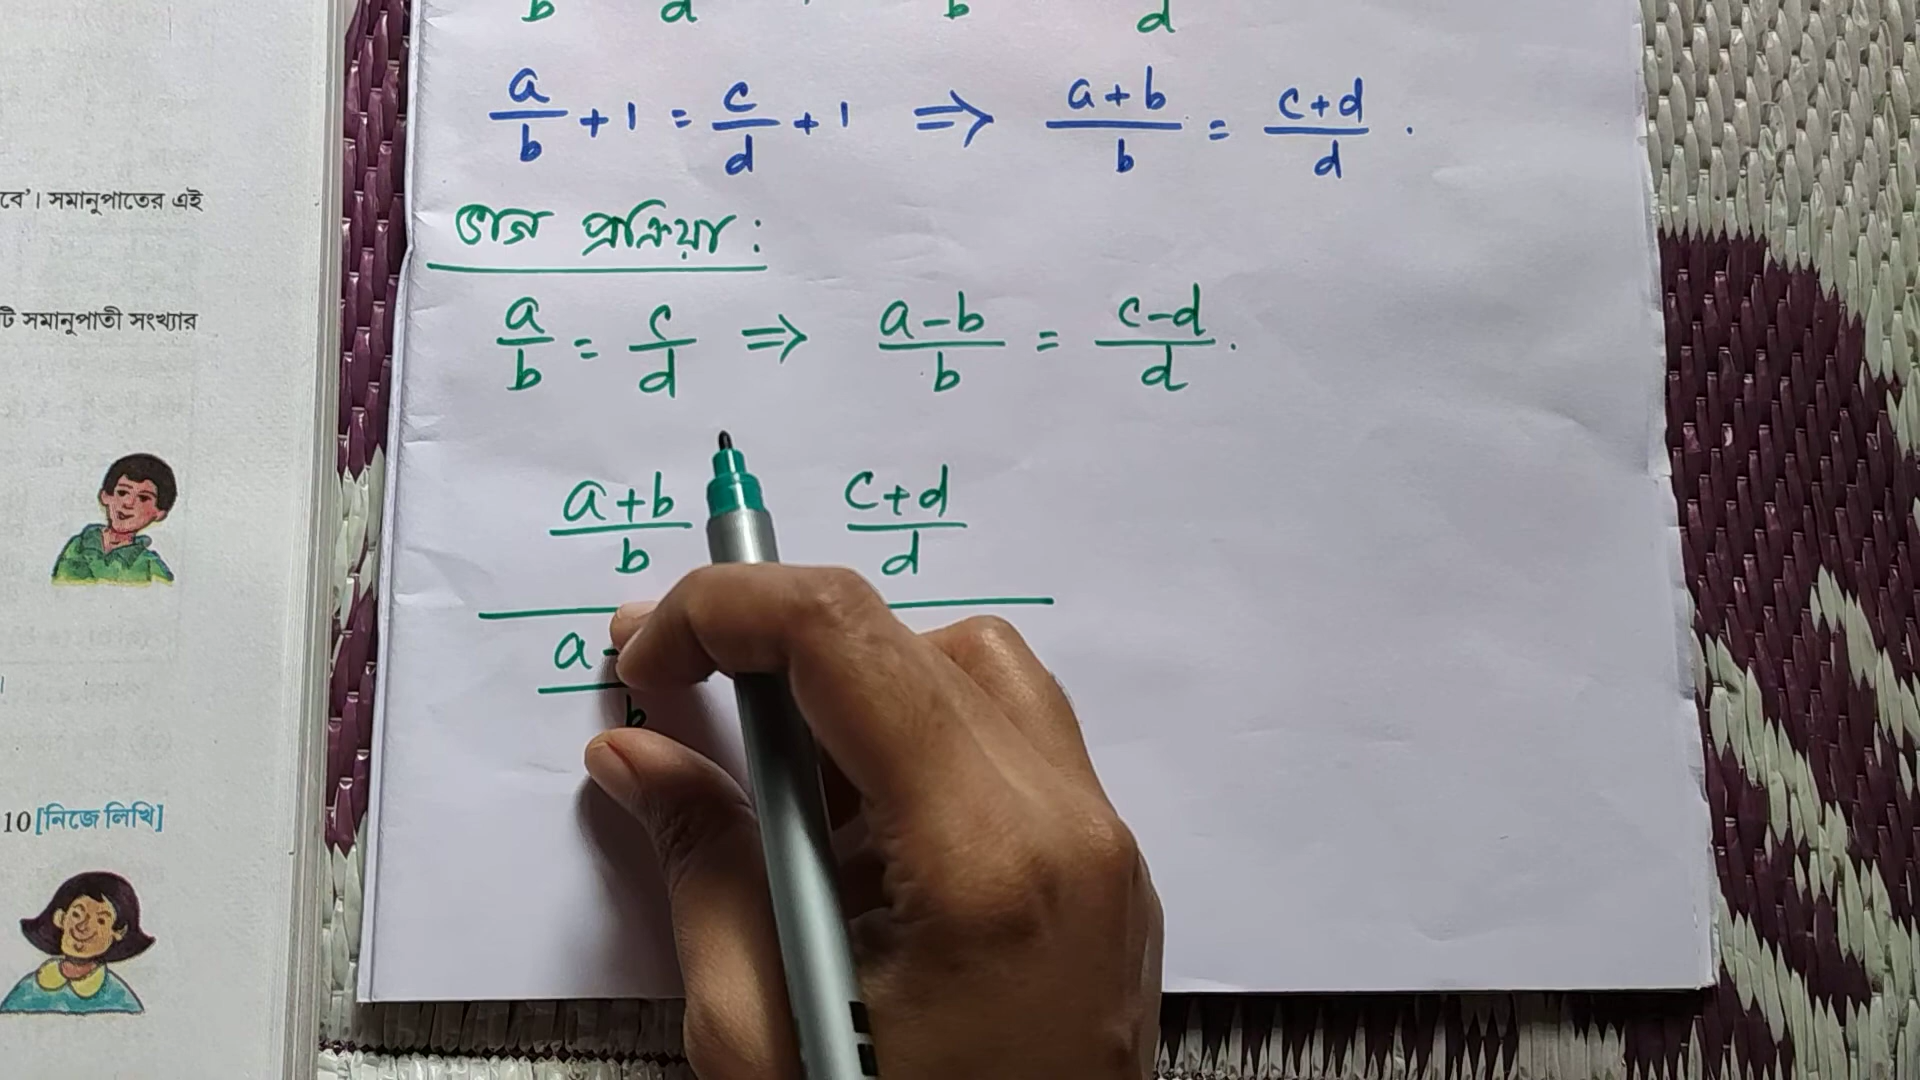 b d b d
a/b + 1 = c/d + 1 ⇒ a+b/b = c+d/d .
ভাগ প্রক্রিয়া :
a/b = c/d ⇒ a-b/b = c-d/d .
a+b/b c+d/d
a-
b
বে’। সমানুপাতের এই
টি সমানুপাতী সংখ্যার
10 [নিজে লিখি]